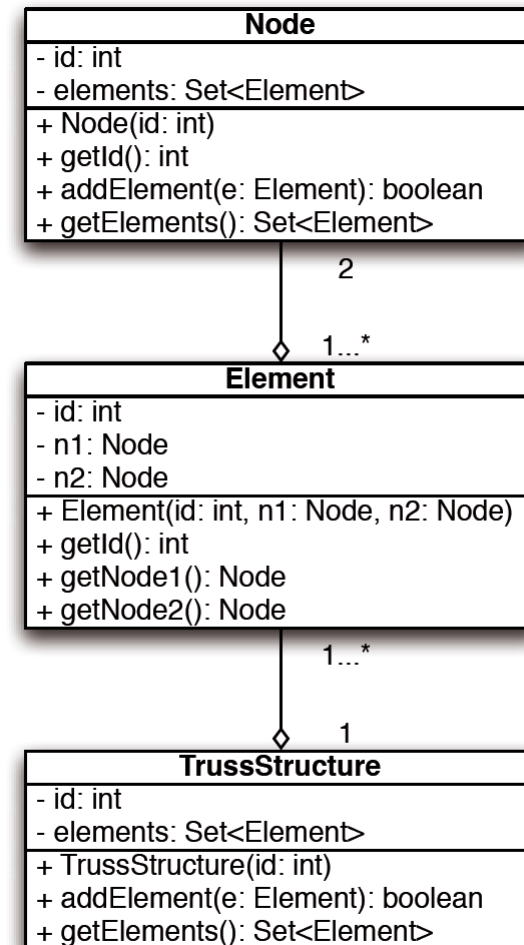 Node
- id: int
- elements: Set<Element>
+ Node(id: int)
+ getId(): int
+ addElement(e: Element): boolean
+ getElements(): Set<Element>
2
1...*
Element
- id: int
- n1: Node
- n2: Node
+ Element(id: int, n1: Node, n2: Node)
+ getId(): int
+ getNode1(): Node
+ getNode2(): Node
1...*
1
TrussStructure
- id: int
- elements: Set<Element>
+ TrussStructure(id: int)
+ addElement(e: Element): boolean
+ getElements(): Set<Element>